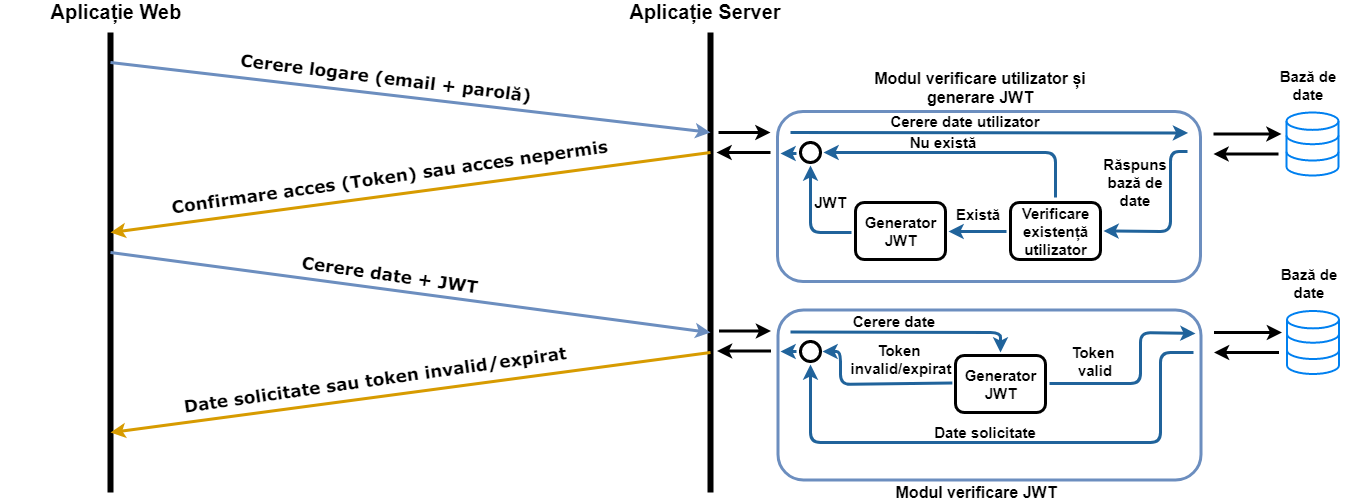 Aplicație Web
Aplicație Server
Cerere logare (email + parolă)
Confirmare acces (Token) sau acces nepermis
Cerere date + JWT
Date solicitate sau token invalid/expirat
Modul verificare utilizator și
generare JWT
Cerere date utilizator
Nu există
Răspuns
bază de
date
JWT
Generator
JWT
Există
Verificare
existență
utilizator
Bază de
date
Cerere date
Token
invalid/expirat
Generator
JWT
Token
valid
Date solicitate
Modul verificare JWT
Bază de
date